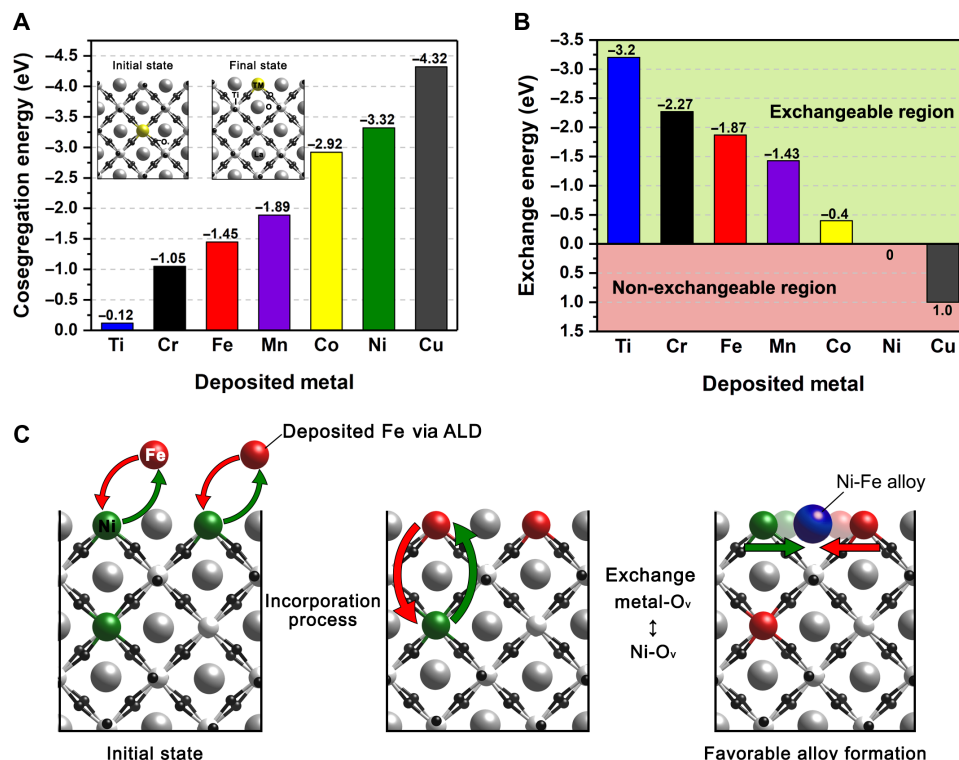 A
Cosegregation energy (eV)
−4.5
−4.0
−3.5
−3.0
−2.5
−2.0
−1.5
−1.0
−0.5
0.0
Initial state
Final state
TM
Ti
O
Oᵥ
La
Oᵥ
−0.12
−1.05
−1.45
−1.89
−2.92
−3.32
−4.32
Ti Cr Fe Mn Co Ni Cu
Deposited metal
B
Exchange energy (eV)
−3.5
−3.0
−2.5
−2.0
−1.5
−1.0
−0.5
0.0
0.5
1.0
1.5
−3.2
−2.27
−1.87
−1.43
−0.4
0
1.0
Exchangeable region
Non-exchangeable region
Ti Cr Fe Mn Co Ni Cu
Deposited metal
C
Deposited Fe via ALD
Fe
Ni
Initial state
Incorporation
process
Exchange
metal-Oᵥ
↕
Ni-Oᵥ
Ni-Fe alloy
Favorable alloy formation